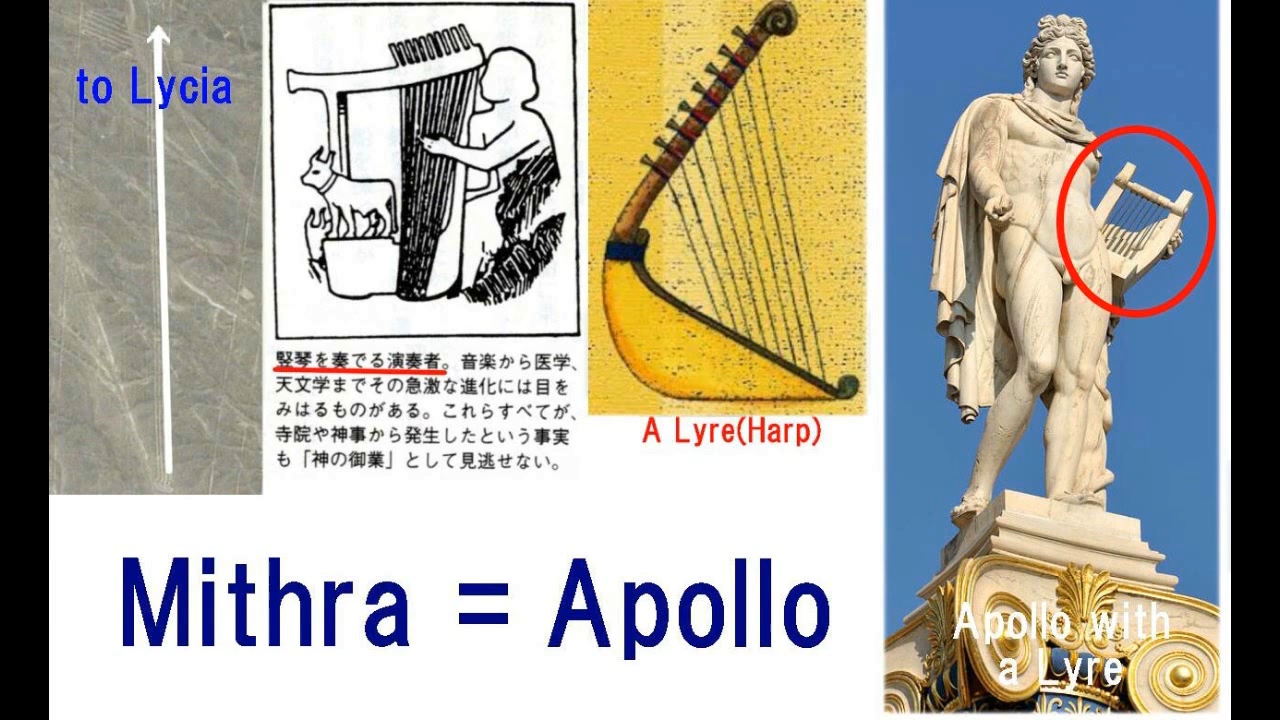 to Lycia
竪琴を奏でる演奏者。音楽から医学、
天文学までその急激な進化には目を
みはるものがある。これらすべてが、
寺院や神事から発生したという事実
も「神の御業」として見逃せない。
A Lyre(Harp)
Mithra = Apollo
Apollo with
a Lyre